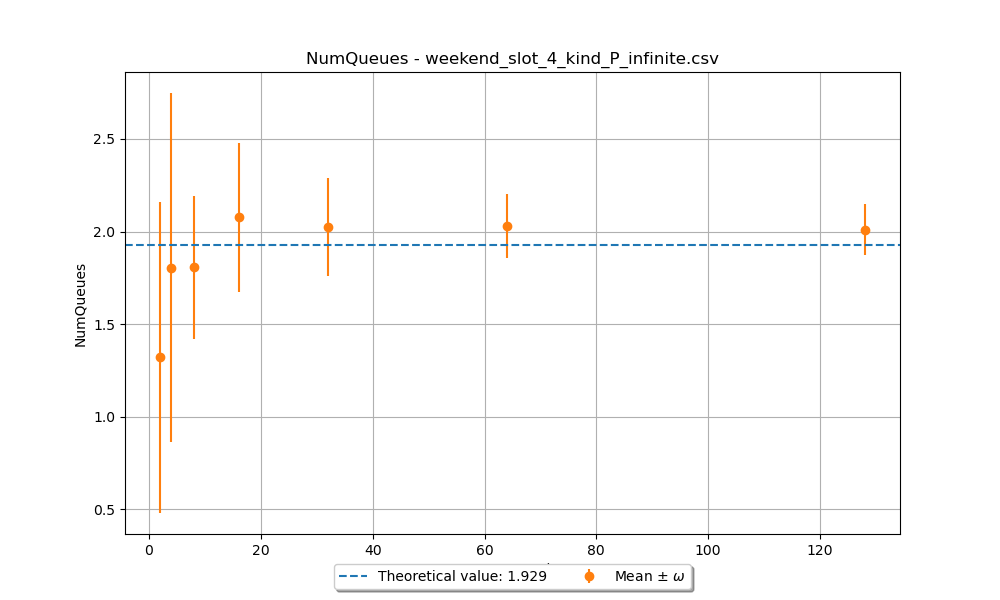 NumQueues - weekend_slot_4_kind_P_infinite.csv
2.5
2.0
1.5
1.0
0.5
NumQueues
0 20 40 60 80 100 120
Theoretical value: 1.929 Mean ± ω